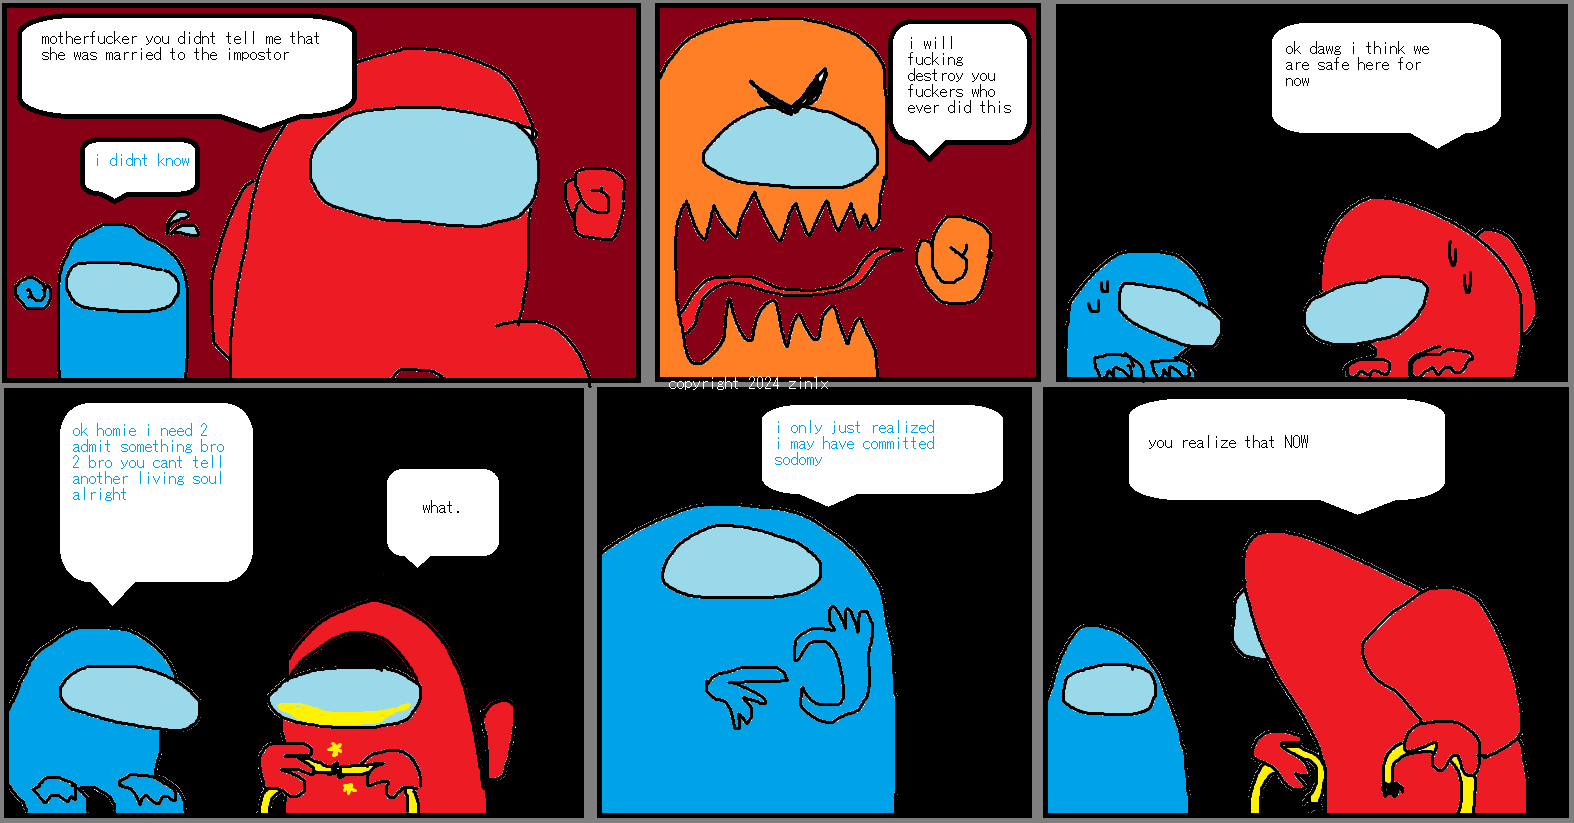 motherfucker you didnt tell me that
she was married to the impostor
i didnt know
i will
fucking
destroy you
fuckers who
ever did this
ok dawg i think we
are safe here for
now
copyright 2024 zinlx
ok homie i need 2
admit something bro
2 bro you cant tell
another living soul
alright
what.
i only just realized
i may have committed
sodomy
you realize that NOW